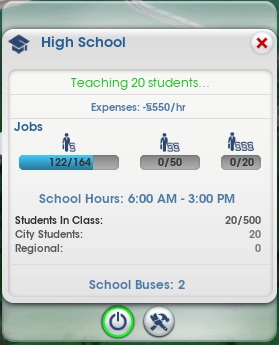 High School
Teaching 20 students...
Expenses: -§550/hr
Jobs
§ §§ §§§
122/164 0/50 0/20
School Hours: 6:00 AM - 3:00 PM
Students In Class: 20/500
City Students: 20
Regional: 0
School Buses: 2